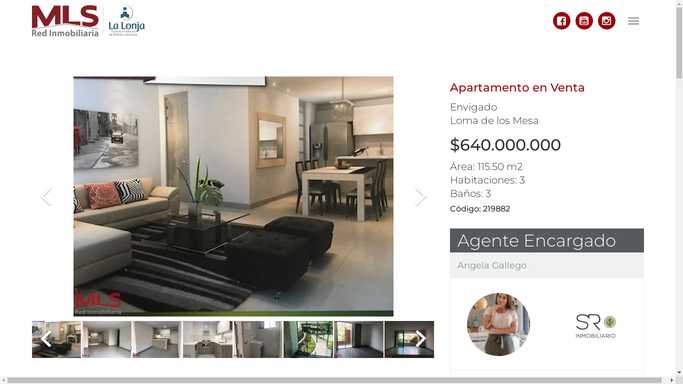 MLS
Red Inmobiliaria
La Lonja
Apartamento en Venta
Envigado
Loma de los Mesa
$640.000.000
Área: 115.50 m2
Habitaciones: 3
Baños: 3
Código: 219882
Agente Encargado
Angela Gallego
SR
INMOBILIARIO
MLS
Red Inmobiliaria